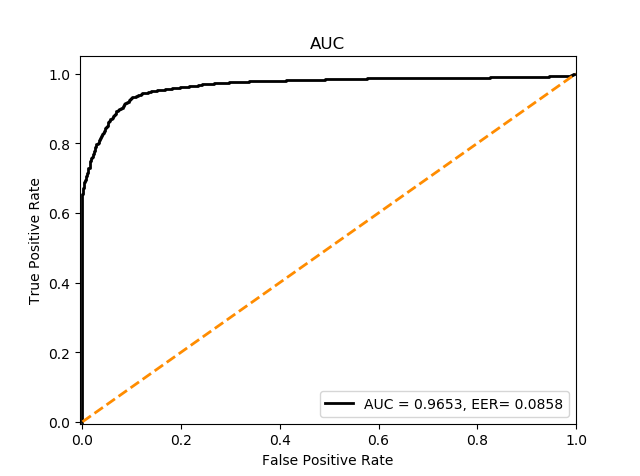 AUC
1.0
0.8
0.6
0.4
0.2
0.0
True Positive Rate
AUC = 0.9653, EER= 0.0858
0.0 0.2 0.4 0.6 0.8 1.0
False Positive Rate